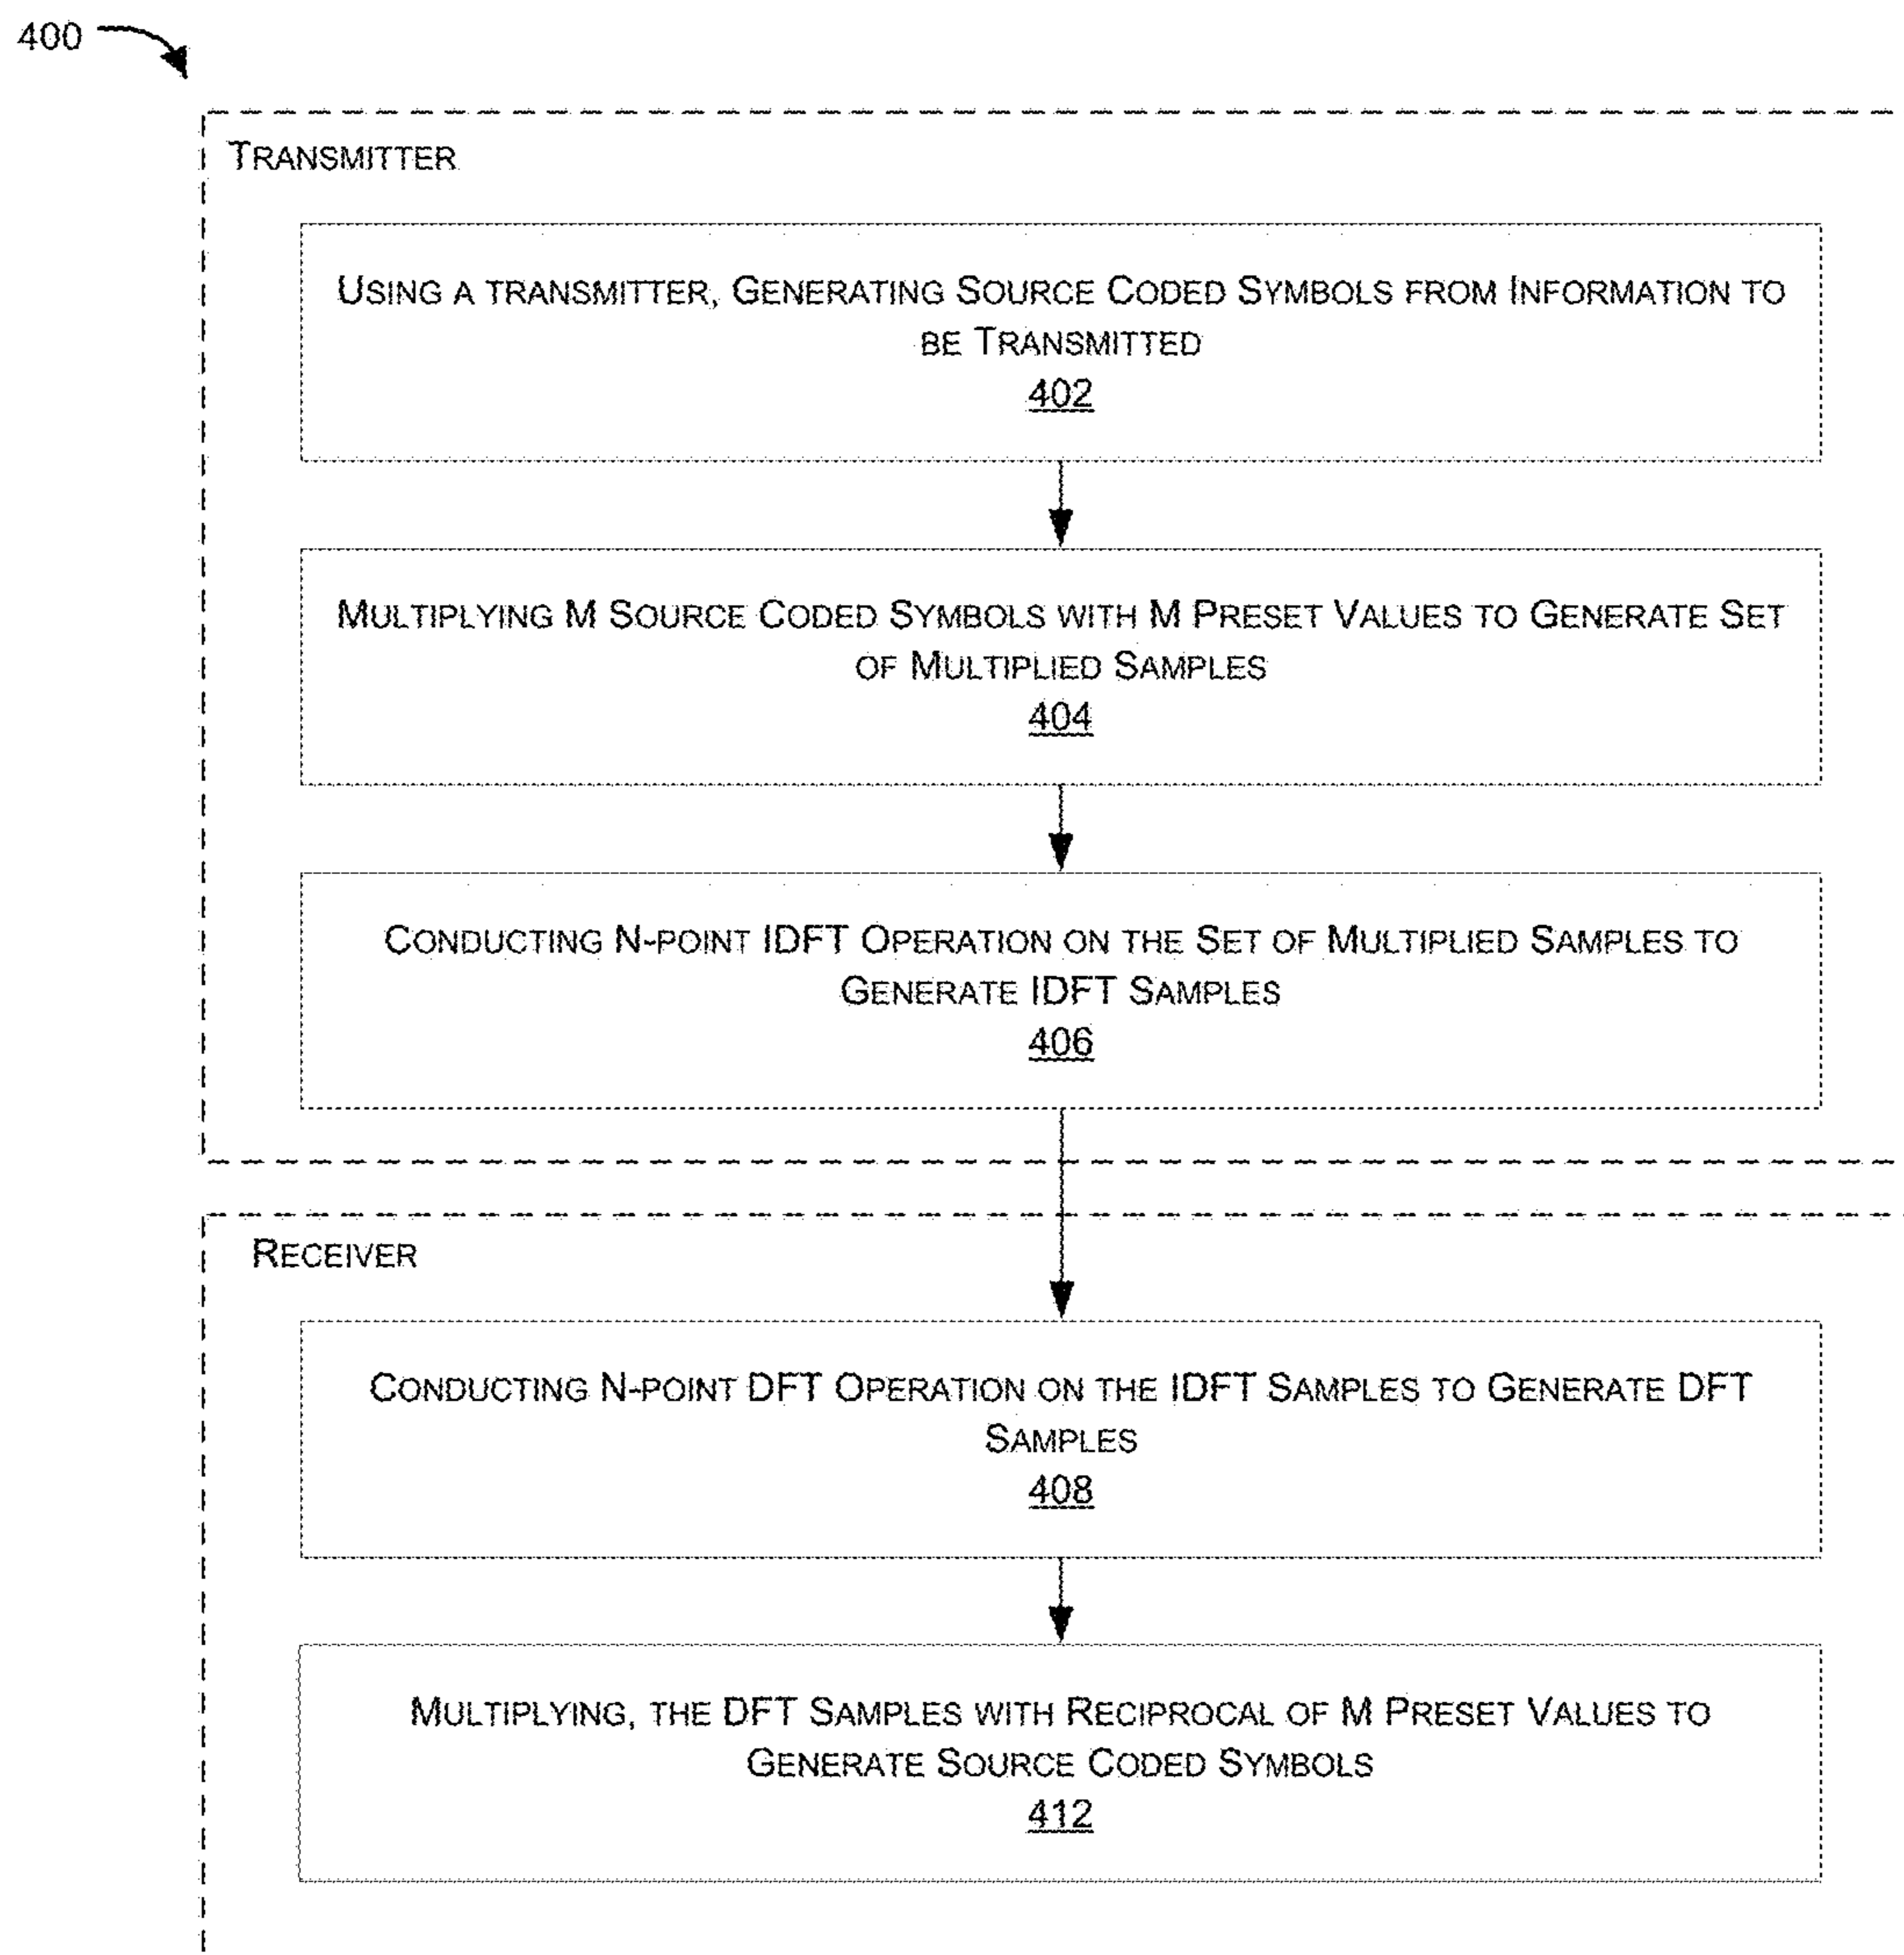 400
TRANSMITTER
USING A TRANSMITTER, GENERATING SOURCE CODED SYMBOLS FROM INFORMATION TO
BE TRANSMITTED
402
MULTIPLYING M SOURCE CODED SYMBOLS WITH M PRESET VALUES TO GENERATE SET
OF MULTIPLIED SAMPLES
404
CONDUCTING N-POINT IDFT OPERATION ON THE SET OF MULTIPLIED SAMPLES TO
GENERATE IDFT SAMPLES
406
RECEIVER
CONDUCTING N-POINT DFT OPERATION ON THE IDFT SAMPLES TO GENERATE DFT
SAMPLES
408
MULTIPLYING, THE DFT SAMPLES WITH RECIPROCAL OF M PRESET VALUES TO
GENERATE SOURCE CODED SYMBOLS
412